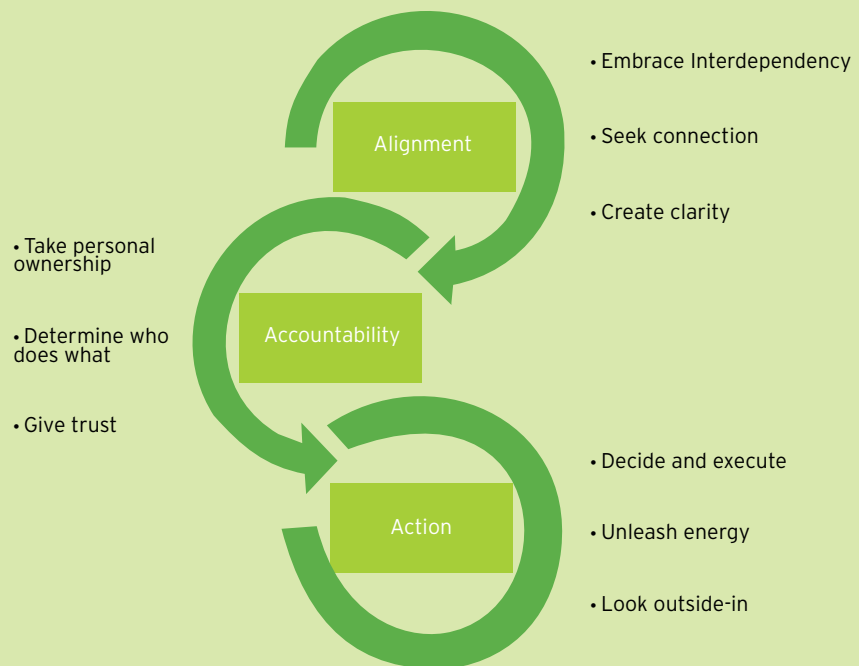 Alignment
• Embrace Interdependency
• Seek connection
• Create clarity
Accountability
• Take personal
ownership
• Determine who
does what
• Give trust
Action
• Decide and execute
• Unleash energy
• Look outside-in